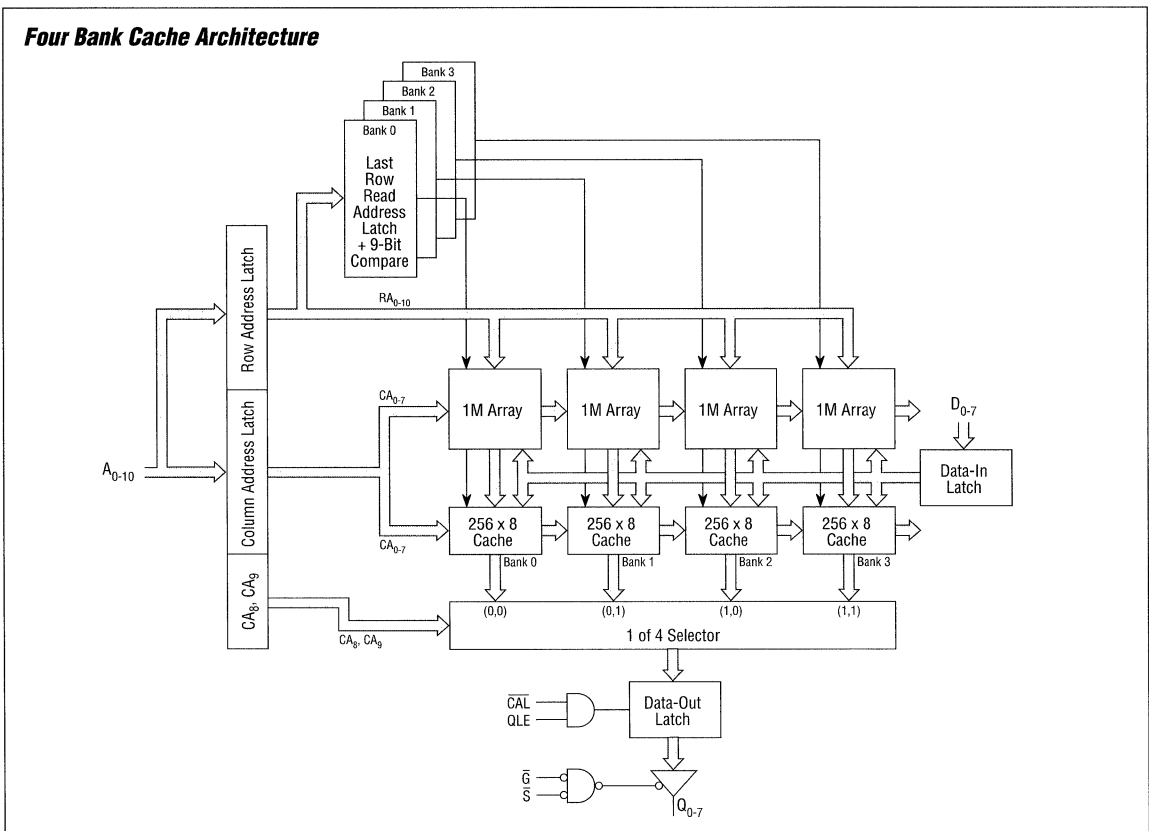 Four Bank Cache Architecture
Bank 3
Bank 2
Bank 1
Bank 0
Last
Row
Read
Address
Latch
+ 9-Bit
Compare
Row Address Latch
Column Address Latch
CA8, CA9
A0-10
RA0-10
CA0-7
1M Array
1M Array
1M Array
1M Array
D0-7
Data-In
Latch
CA0-7
256 x 8
Cache
256 x 8
Cache
256 x 8
Cache
256 x 8
Cache
Bank 0
Bank 1
Bank 2
Bank 3
CA8, CA9
(0,0)
(0,1)
(1,0)
(1,1)
1 of 4 Selector
C̅A̅L̅
QLE
Data-Out
Latch
G̅
S̅
Q0-7